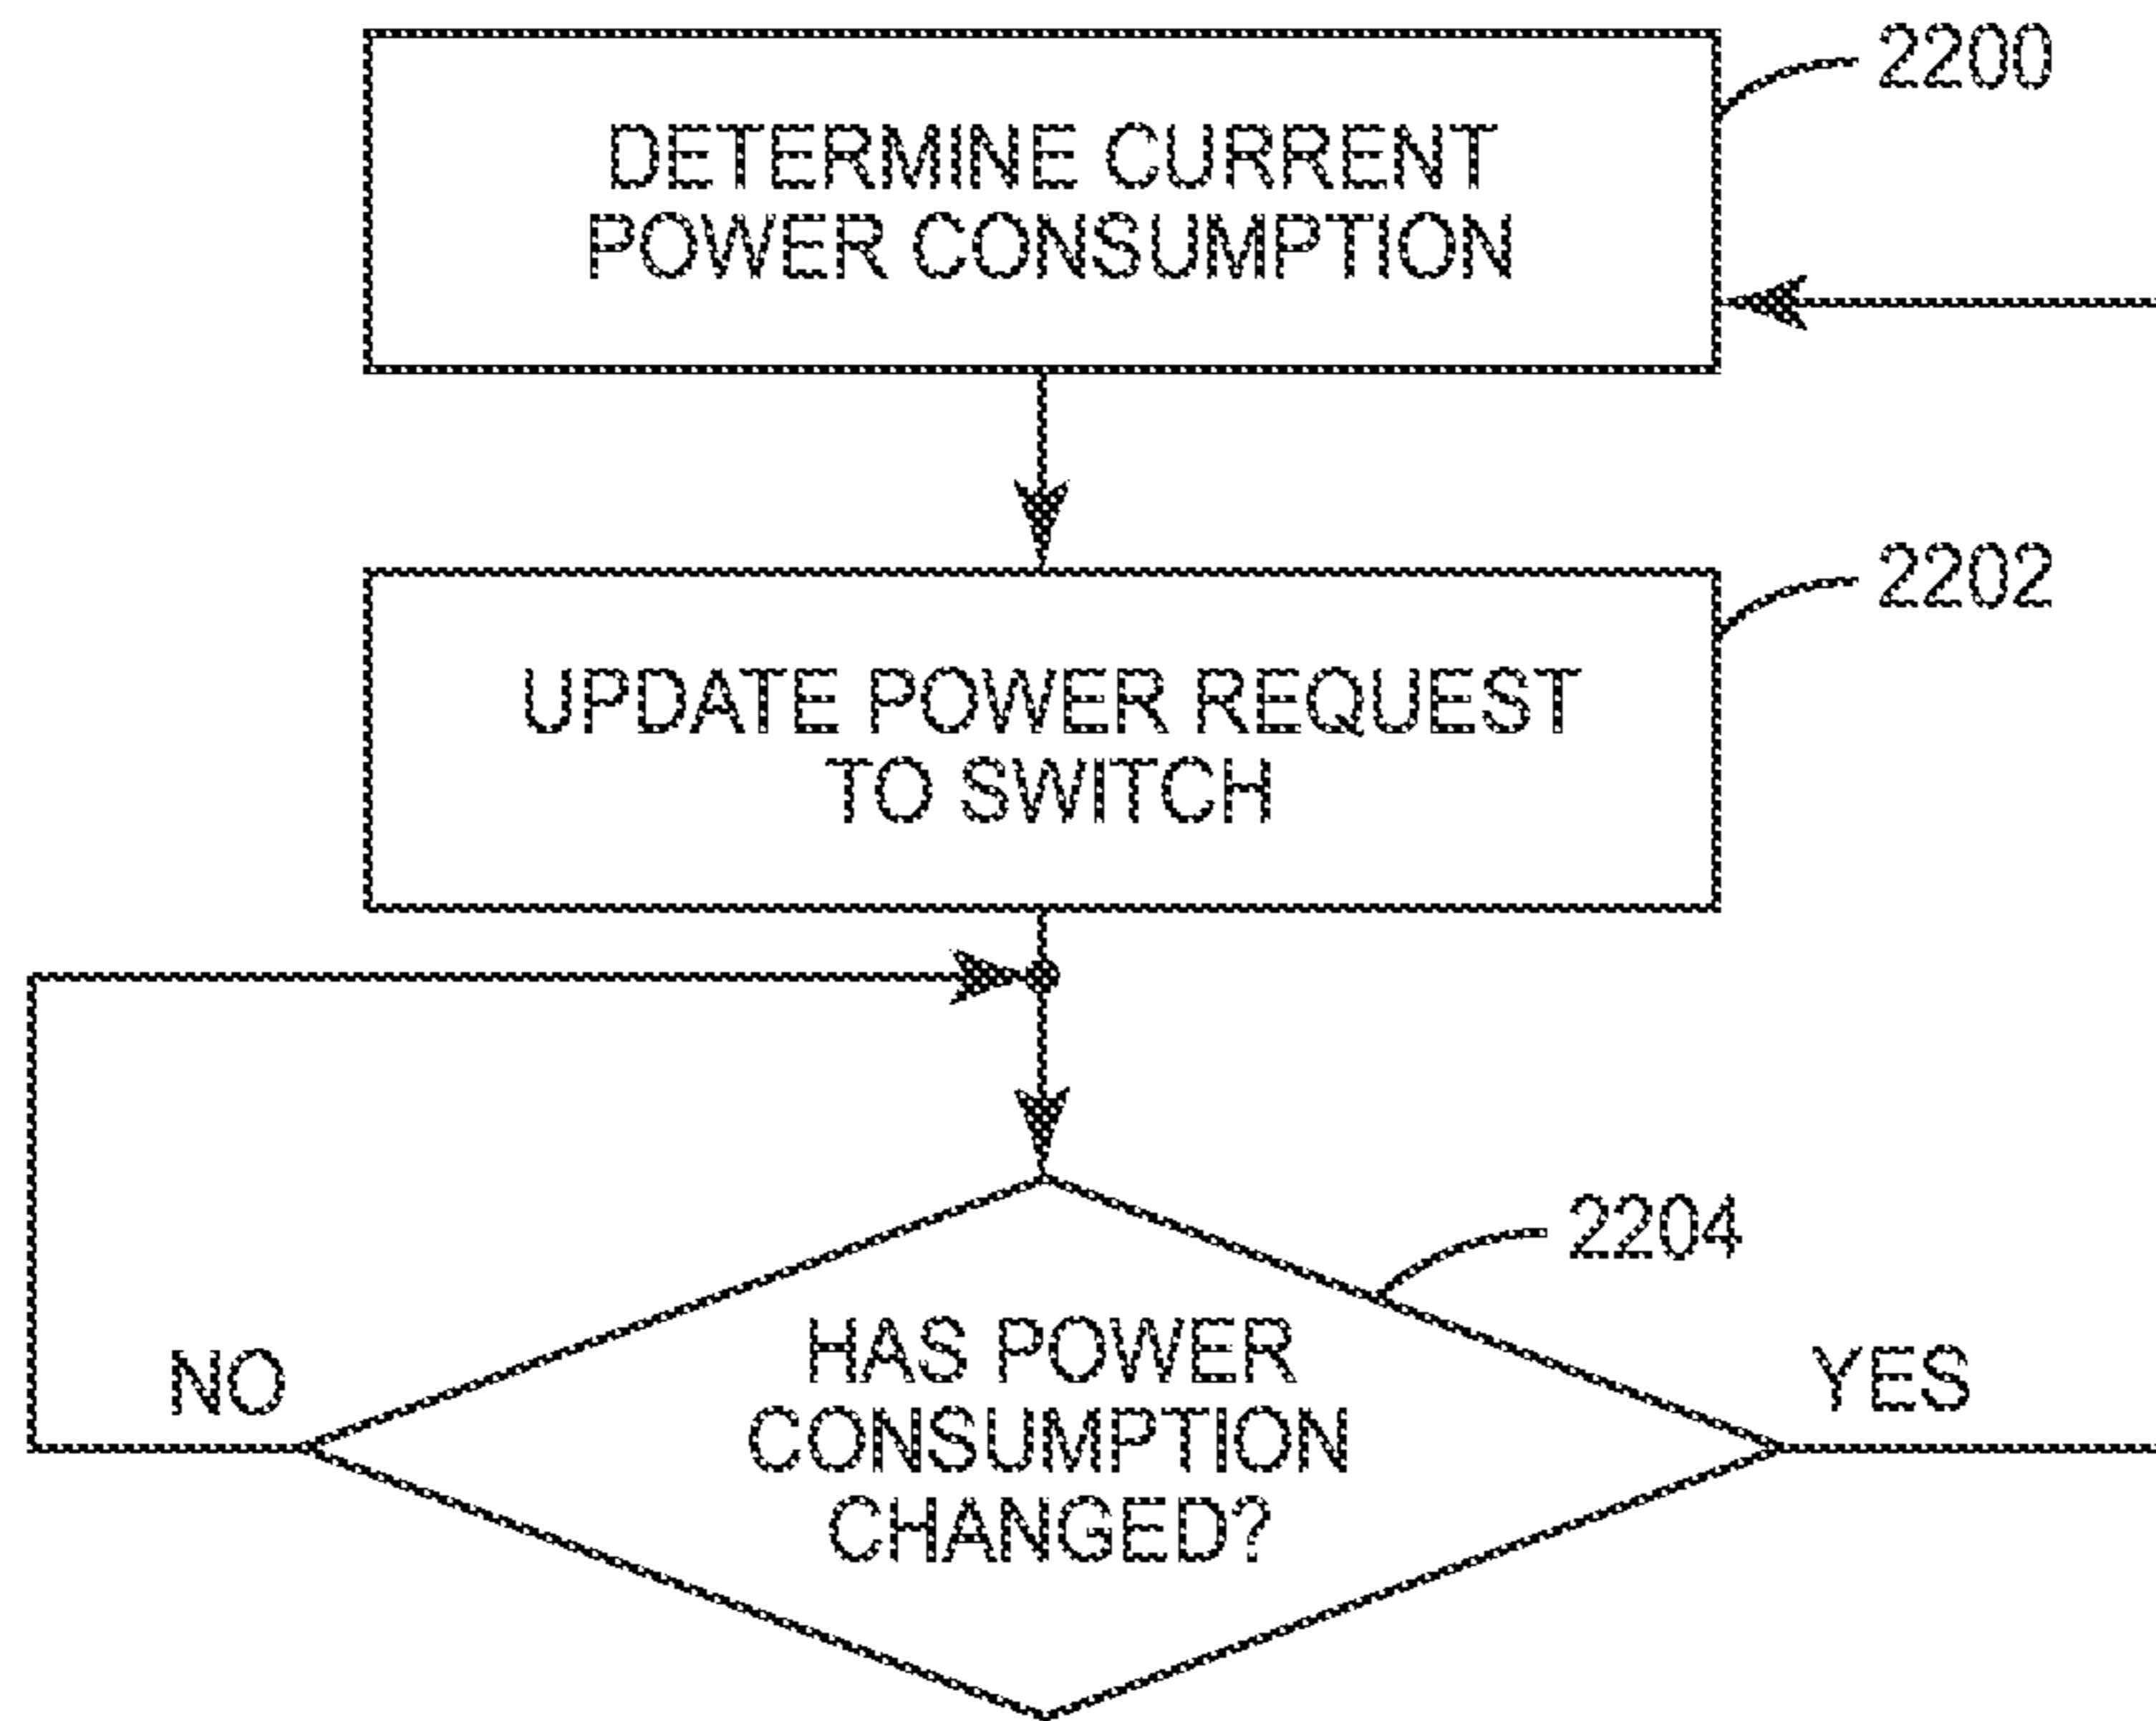 2200
DETERMINE CURRENT
POWER CONSUMPTION
2202
UPDATE POWER REQUEST
TO SWITCH
2204
HAS POWER
CONSUMPTION
CHANGED?
NO
YES